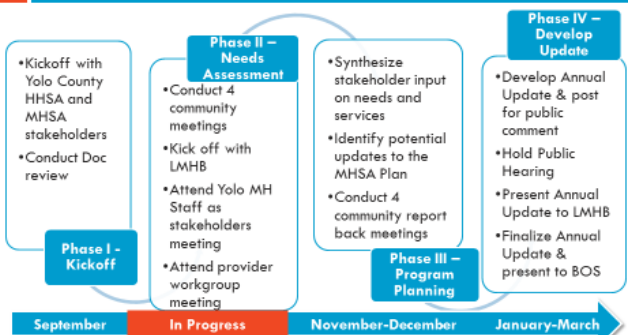 •Kickoff with
Yolo County
HHSA and
MHSA
stakeholders
•Conduct Doc
review
Phase I -
Kickoff
September
Phase II –
Needs
Assessment
•Conduct 4
community
meetings
•Kick off with
LMHB
•Attend Yolo MH
Staff as
stakeholders
meeting
•Attend provider
workgroup
meeting
In Progress
•Synthesize
stakeholder input
on needs and
services
•Identify potential
updates to the
MHSA Plan
•Conduct 4
community report
back meetings
Phase III –
Program
Planning
November-December
Phase IV –
Develop
Update
•Develop Annual
Update & post
for public
comment
•Hold Public
Hearing
•Present Annual
Update to LMHB
•Finalize Annual
Update &
present to BOS
January-March